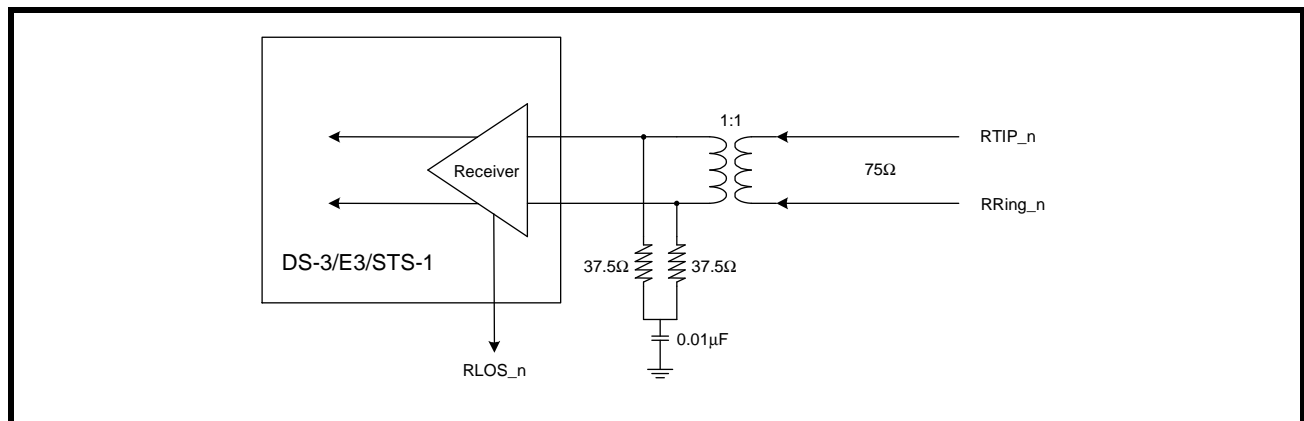 1:1
RTIP_n
Receiver
75Ω
RRing_n
DS-3/E3/STS-1
37.5Ω
37.5Ω
0.01μF
RLOS_n